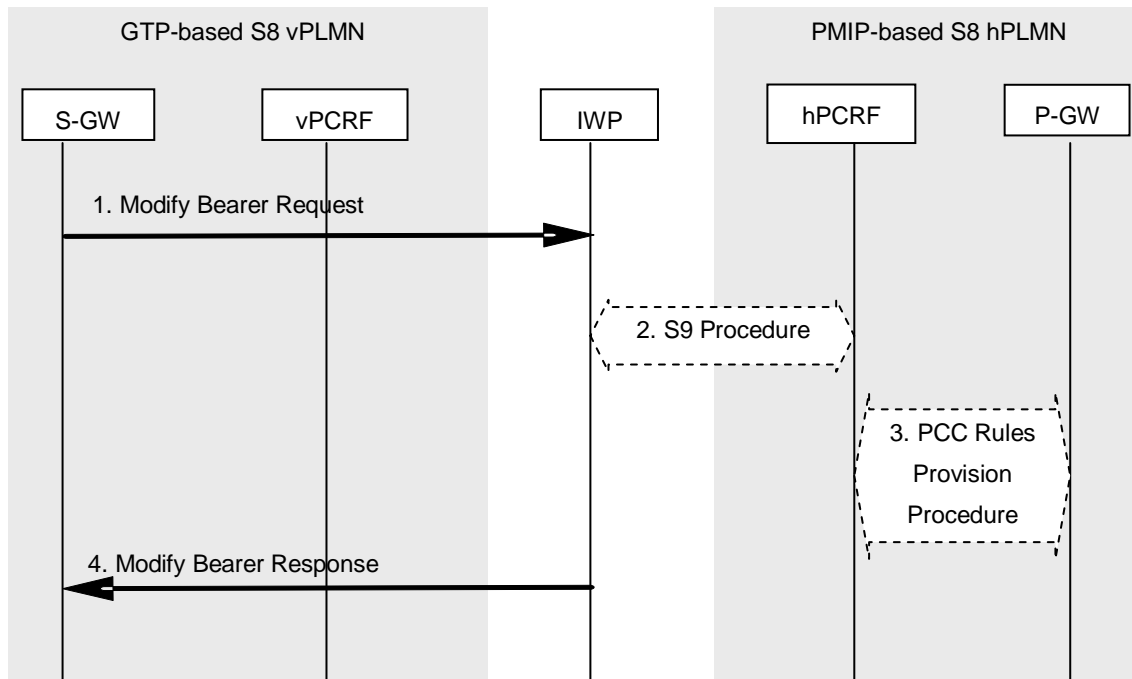 GTP-based S8 vPLMN
PMIP-based S8 hPLMN
S-GW
vPCRF
IWP
hPCRF
P-GW
1. Modify Bearer Request
2. S9 Procedure
3. PCC Rules
Provision
Procedure
4. Modify Bearer Response